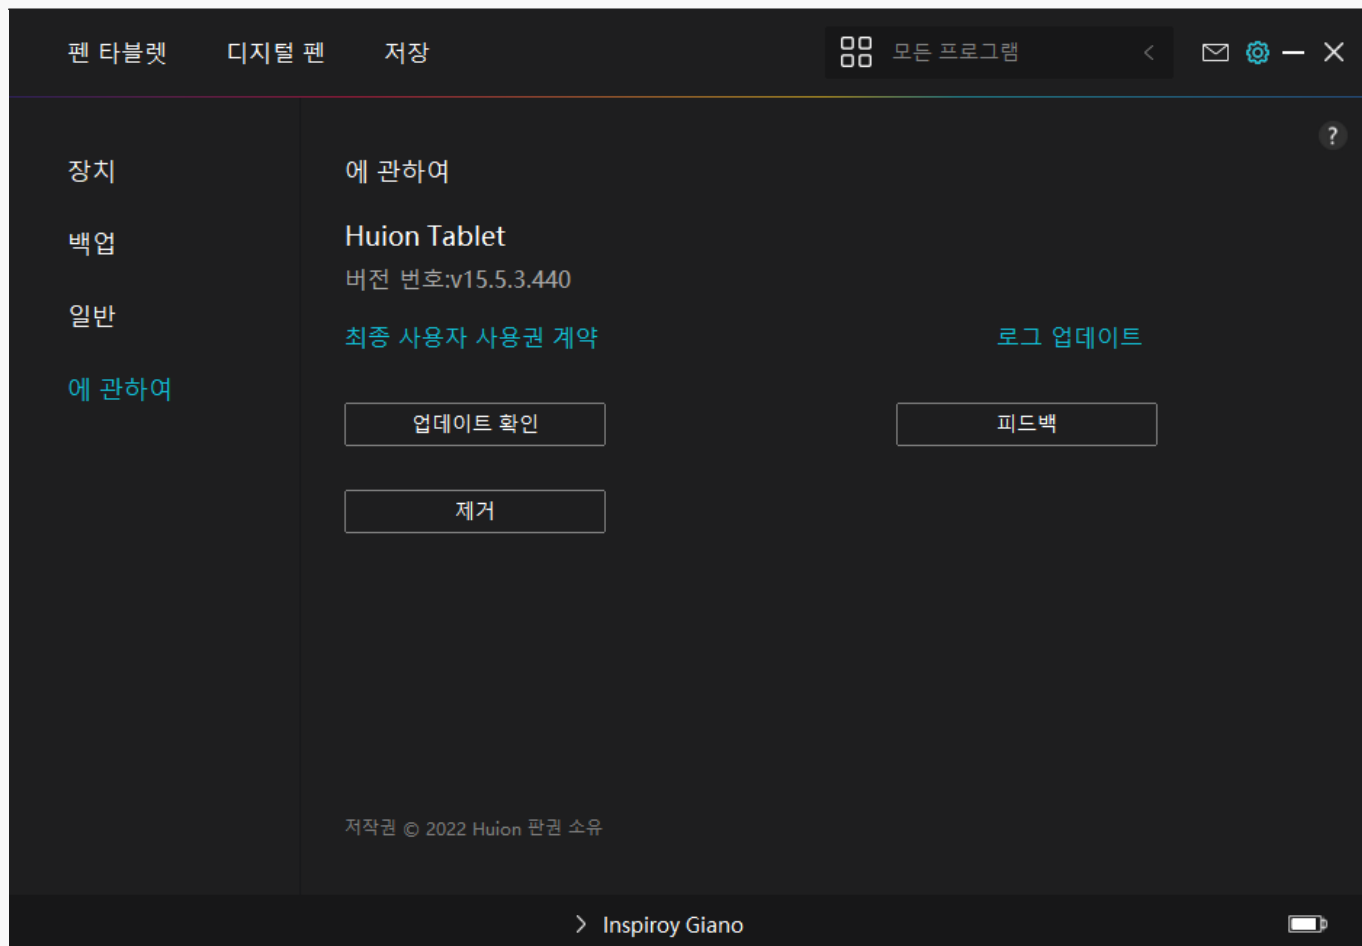 펜 타블렛 디지털 펜 저장 모든 프로그램
?
장치
백업
일반
에 관하여
에 관하여
Huion Tablet
버전 번호:v15.5.3.440
최종 사용자 사용권 계약 로그 업데이트
업데이트 확인 피드백
제거
저작권 © 2022 Huion 판권 소유
Inspiroy Giano